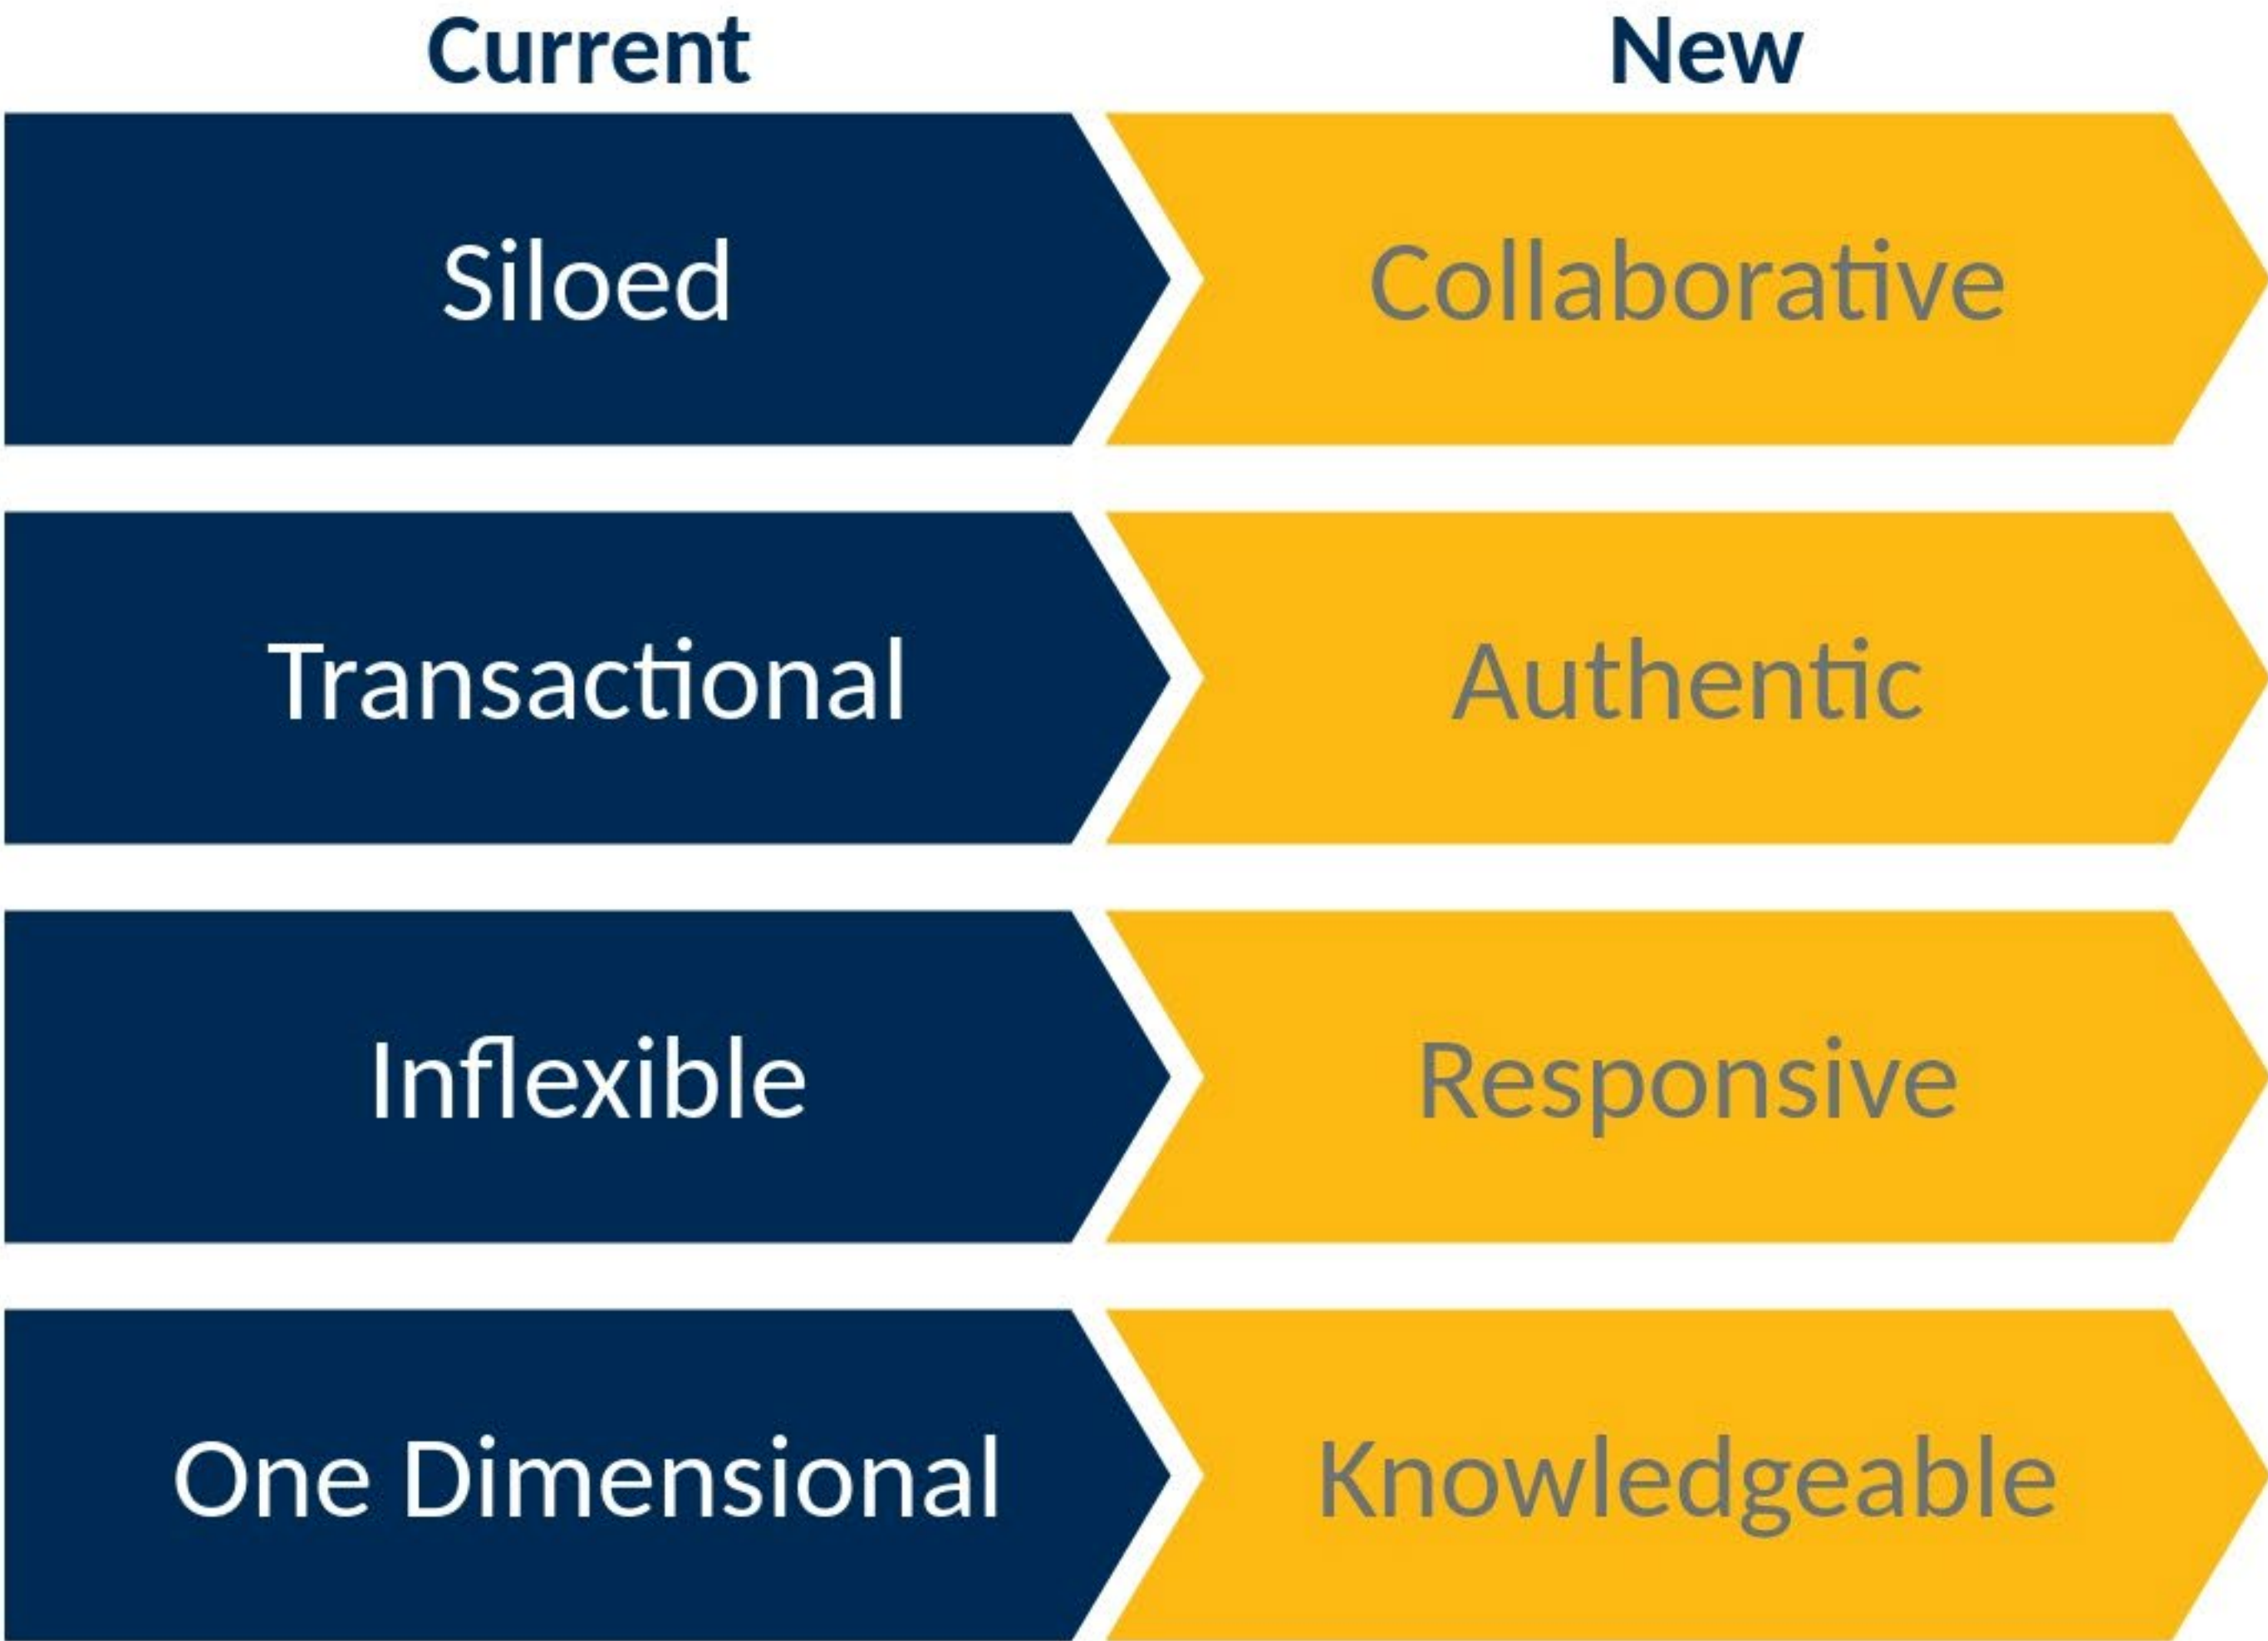 Current
New
Siloed
Collaborative
Transactional
Authentic
Inflexible
Responsive
One Dimensional
Knowledgeable